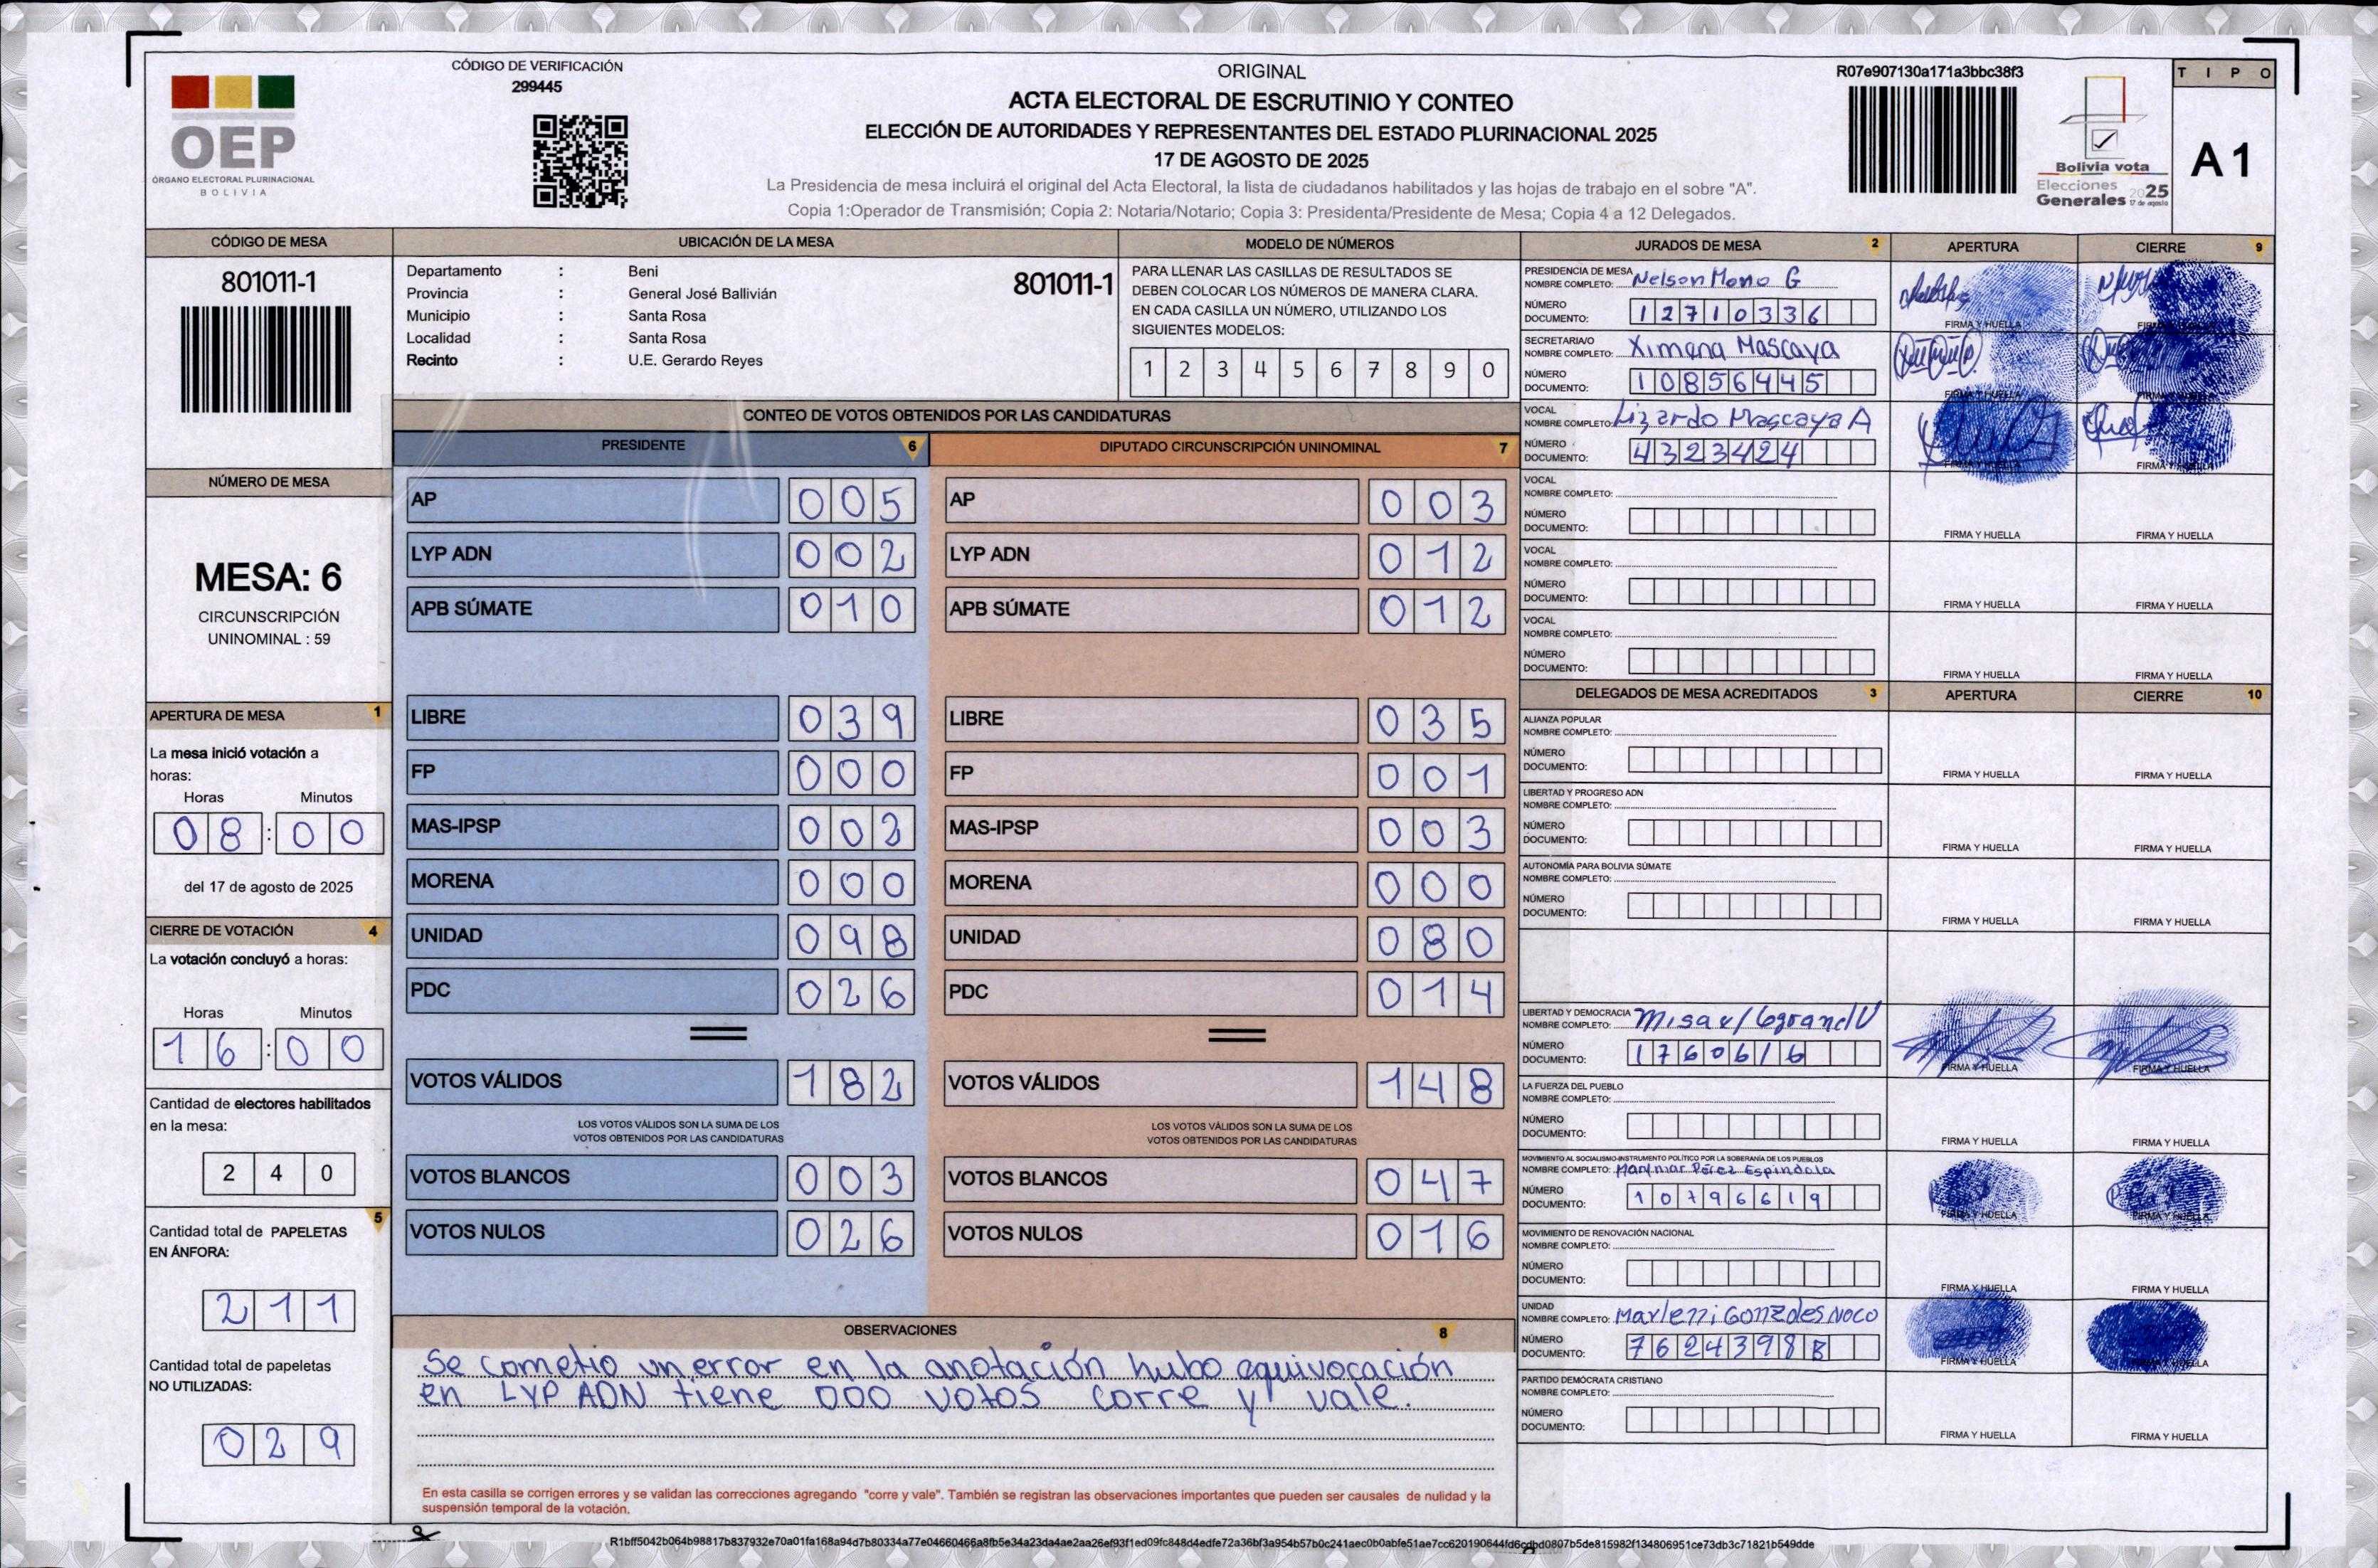 CÓDIGO DE VERIFICACIÓN
299445
OEP
ÓRGANO ELECTORAL PLURINACIONAL
BOLIVIA
ORIGINAL
ACTA ELECTORAL DE ESCRUTINIO Y CONTEO
ELECCIÓN DE AUTORIDADES Y REPRESENTANTES DEL ESTADO PLURINACIONAL 2025
17 DE AGOSTO DE 2025
La Presidencia de mesa incluirá el original del Acta Electoral, la lista de ciudadanos habilitados y las hojas de trabajo en el sobre "A".
Copia 1:Operador de Transmisión; Copia 2: Notaria/Notario; Copia 3: Presidenta/Presidente de Mesa; Copia 4 a 12 Delegados.
R07e907130a171a3bbc38f3
Bolivia vota
Elecciones 2025
Generales 17 de agosto
TIPO
A1
CÓDIGO DE MESA
801011-1
NÚMERO DE MESA
MESA: 6
CIRCUNSCRIPCIÓN
UNINOMINAL : 59
APERTURA DE MESA 1
La mesa inició votación a
horas:
Horas Minutos
08:00
del 17 de agosto de 2025
CIERRE DE VOTACIÓN 4
La votación concluyó a horas:
Horas Minutos
16:00
Cantidad de electores habilitados
en la mesa:
240
5
Cantidad total de PAPELETAS
EN ÁNFORA:
211
Cantidad total de papeletas
NO UTILIZADAS:
029
UBICACIÓN DE LA MESA
Departamento : Beni
801011-1
Provincia : General José Ballivián
Municipio : Santa Rosa
Localidad : Santa Rosa
Recinto : U.E. Gerardo Reyes
MODELO DE NÚMEROS
PARA LLENAR LAS CASILLAS DE RESULTADOS SE
DEBEN COLOCAR LOS NÚMEROS DE MANERA CLARA.
EN CADA CASILLA UN NÚMERO, UTILIZANDO LOS
SIGUIENTES MODELOS:
1 2 3 4 5 6 7 8 9 0
CONTEO DE VOTOS OBTENIDOS POR LAS CANDIDATURAS
PRESIDENTE 6
AP 005
LYP ADN 002
APB SÚMATE 010
LIBRE 039
FP 000
MAS-IPSP 002
MORENA 000
UNIDAD 098
PDC 026
VOTOS VÁLIDOS 182
LOS VOTOS VÁLIDOS SON LA SUMA DE LOS
VOTOS OBTENIDOS POR LAS CANDIDATURAS
VOTOS BLANCOS 003
VOTOS NULOS 026
DIPUTADO CIRCUNSCRIPCIÓN UNINOMINAL 7
AP 003
LYP ADN 012
APB SÚMATE 012
LIBRE 035
FP 001
MAS-IPSP 003
MORENA 000
UNIDAD 080
PDC 014
VOTOS VÁLIDOS 148
LOS VOTOS VÁLIDOS SON LA SUMA DE LOS
VOTOS OBTENIDOS POR LAS CANDIDATURAS
VOTOS BLANCOS 047
VOTOS NULOS 016
OBSERVACIONES 8
Se cometio un error en la anotación hubo equivocación
en LYP ADN tiene 000 votos corre y vale.
En esta casilla se corrigen errores y se validan las correcciones agregando "corre y vale". También se registran las observaciones importantes que pueden ser causales de nulidad y la
suspensión temporal de la votación.
JURADOS DE MESA 2 APERTURA CIERRE 9
PRESIDENCIA DE MESA
NOMBRE COMPLETO: Nelson Mono G
NÚMERO
DOCUMENTO: 12710336
FIRMA Y HUELLA
SECRETARIA/O
NOMBRE COMPLETO: Ximena Mascaya
NÚMERO
DOCUMENTO: 10856445
FIRMA Y HUELLA FIRMA Y HUELLA
VOCAL
NOMBRE COMPLETO: Lizardo Mascaya A
NÚMERO
DOCUMENTO: 4323424
FIRMA Y HUELLA FIRMA Y HUELLA
VOCAL
NOMBRE COMPLETO:
NÚMERO
DOCUMENTO:
FIRMA Y HUELLA FIRMA Y HUELLA
VOCAL
NOMBRE COMPLETO:
NÚMERO
DOCUMENTO:
FIRMA Y HUELLA FIRMA Y HUELLA
VOCAL
NOMBRE COMPLETO:
NÚMERO
DOCUMENTO:
FIRMA Y HUELLA FIRMA Y HUELLA
DELEGADOS DE MESA ACREDITADOS 3 APERTURA CIERRE 10
ALIANZA POPULAR
NOMBRE COMPLETO:
NÚMERO
DOCUMENTO:
FIRMA Y HUELLA FIRMA Y HUELLA
LIBERTAD Y PROGRESO ADN
NOMBRE COMPLETO:
NÚMERO
DOCUMENTO:
FIRMA Y HUELLA FIRMA Y HUELLA
AUTONOMÍA PARA BOLIVIA SÚMATE
NOMBRE COMPLETO:
NÚMERO
DOCUMENTO:
FIRMA Y HUELLA FIRMA Y HUELLA
LIBERTAD Y DEMOCRACIA
NOMBRE COMPLETO:
NÚMERO
DOCUMENTO: 1760616
FIRMA Y HUELLA FIRMA Y HUELLA
LA FUERZA DEL PUEBLO
NOMBRE COMPLETO:
NÚMERO
DOCUMENTO:
FIRMA Y HUELLA FIRMA Y HUELLA
MOVIMIENTO AL SOCIALISMO-INSTRUMENTO POLÍTICO POR LA SOBERANÍA DE LOS PUEBLOS
NOMBRE COMPLETO: Marimar Pérez Espindola
NÚMERO
DOCUMENTO: 10796619
FIRMA Y HUELLA FIRMA Y HUELLA
MOVIMIENTO DE RENOVACIÓN NACIONAL
NOMBRE COMPLETO:
NÚMERO
DOCUMENTO:
FIRMA Y HUELLA FIRMA Y HUELLA
UNIDAD
NOMBRE COMPLETO: Noco
NÚMERO
DOCUMENTO: 76243988
FIRMA Y HUELLA
PARTIDO DEMÓCRATA CRISTIANO
NOMBRE COMPLETO:
NÚMERO
DOCUMENTO:
FIRMA Y HUELLA FIRMA Y HUELLA